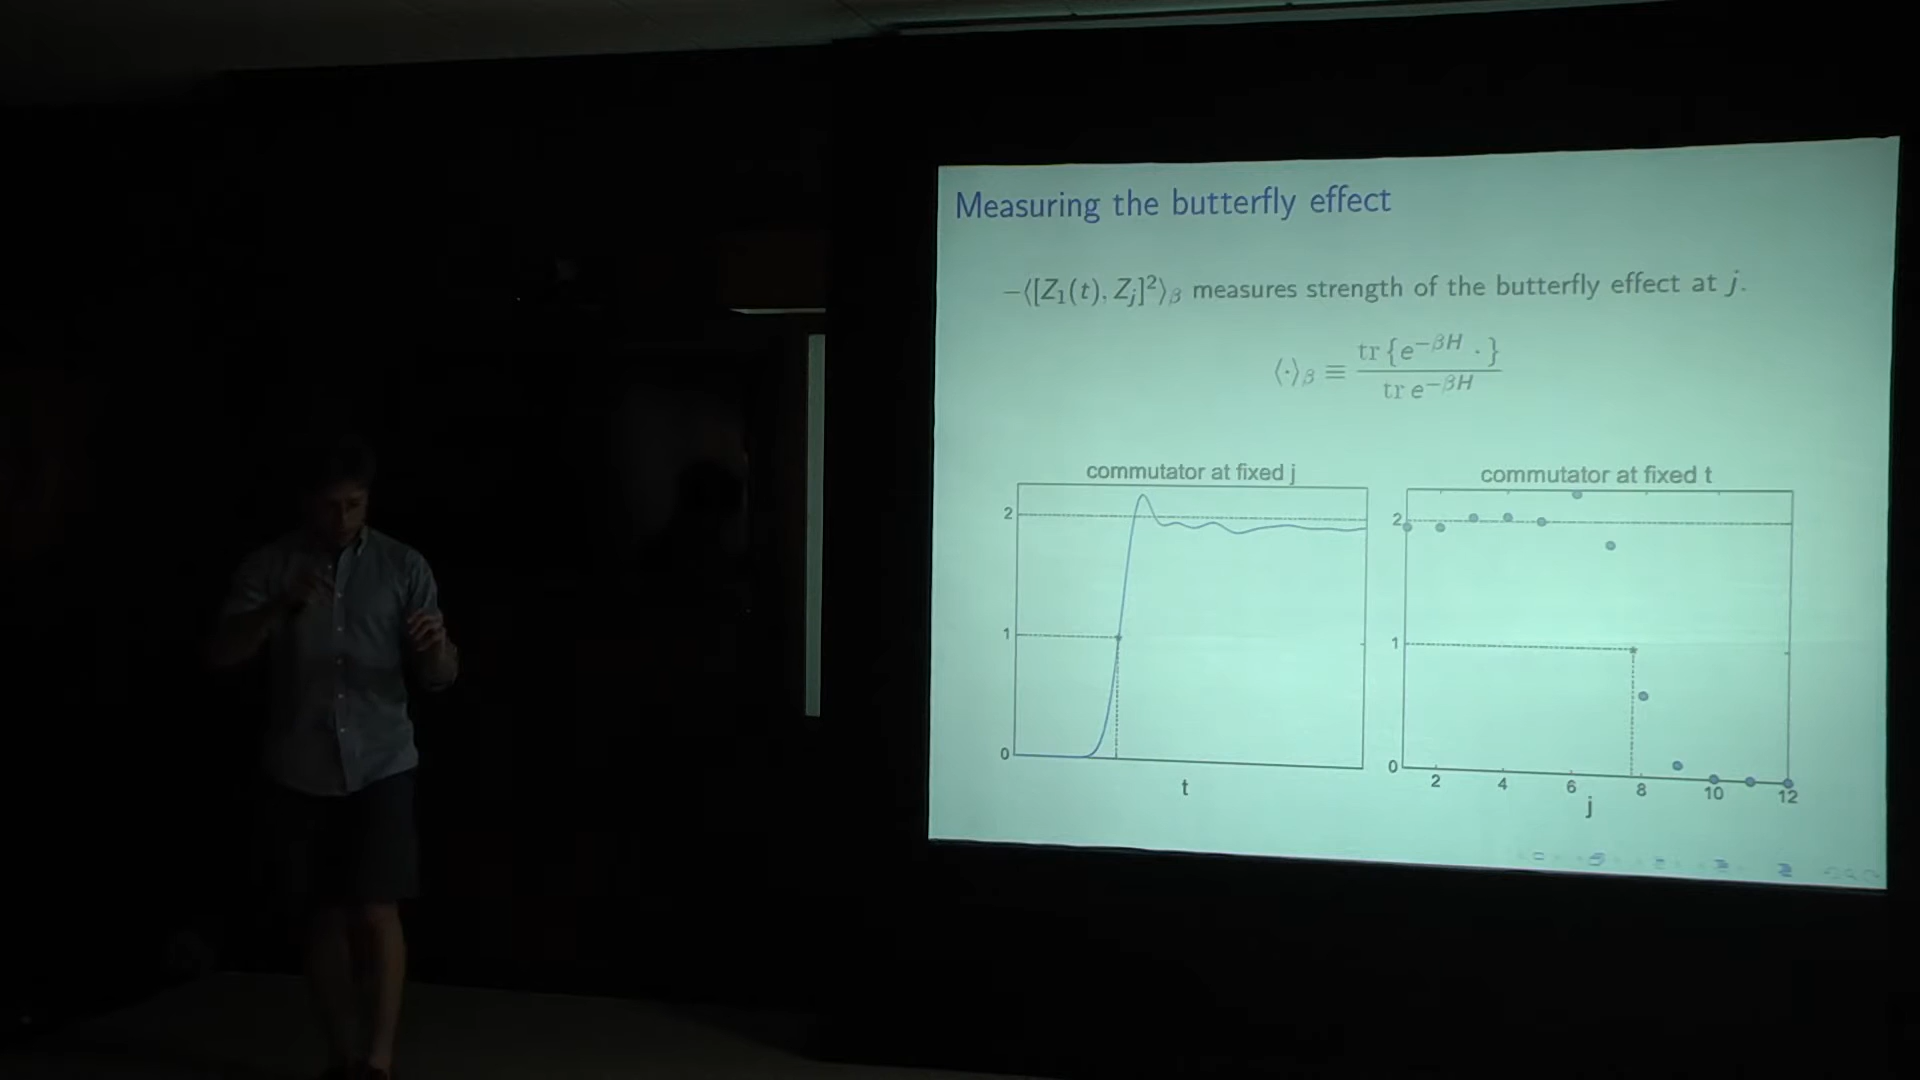 Measuring the butterfly effect
−⟨[Z₁(t), Zⱼ]²⟩β measures strength of the butterfly effect at j.
⟨·⟩β ≡ tr {e^−βH ·} / tr e^−βH
commutator at fixed j
2
1
0
t
commutator at fixed t
2
1
0
2 4 6 8 10 12
j